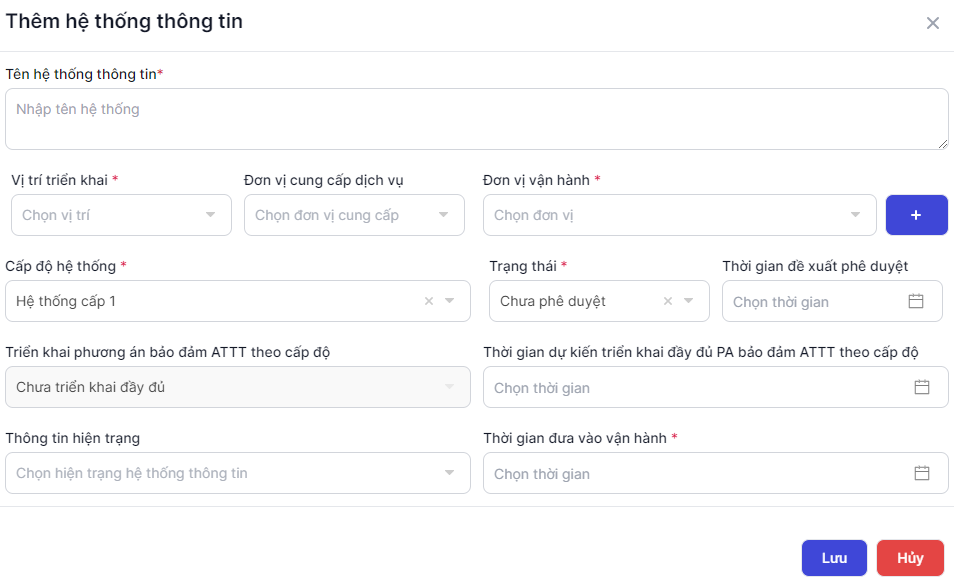 Thêm hệ thống thông tin
Tên hệ thống thông tin*
Nhập tên hệ thống
Vị trí triển khai * Đơn vị cung cấp dịch vụ Đơn vị vận hành *
Chọn vị trí Chọn đơn vị cung cấp Chọn đơn vị +
Cấp độ hệ thống * Trạng thái * Thời gian đề xuất phê duyệt
Hệ thống cấp 1 Chưa phê duyệt Chọn thời gian
Triển khai phương án bảo đảm ATTT theo cấp độ Thời gian dự kiến triển khai đầy đủ PA bảo đảm ATTT theo cấp độ
Chưa triển khai đầy đủ Chọn thời gian
Thông tin hiện trạng Thời gian đưa vào vận hành *
Chọn hiện trạng hệ thống thông tin Chọn thời gian
Lưu Hủy